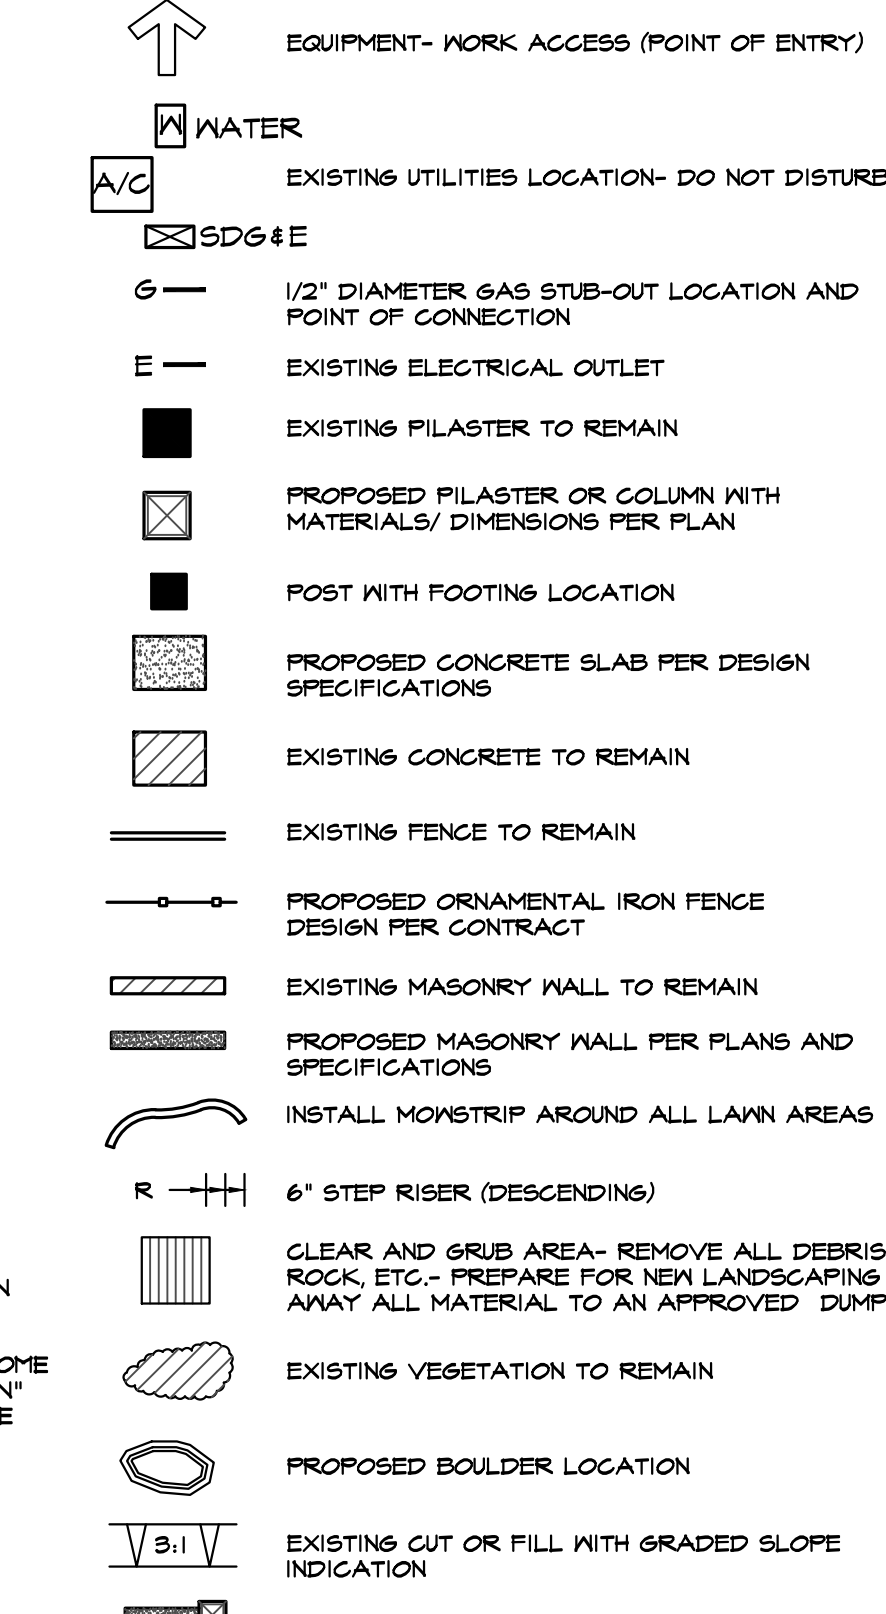 EQUIPMENT- WORK ACCESS (POINT OF ENTRY)
W WATER
A/C EXISTING UTILITIES LOCATION- DO NOT DISTURB
SDG&E
G 1/2" DIAMETER GAS STUB-OUT LOCATION AND
POINT OF CONNECTION
E EXISTING ELECTRICAL OUTLET
EXISTING PILASTER TO REMAIN
PROPOSED PILASTER OR COLUMN WITH
MATERIALS/ DIMENSIONS PER PLAN
POST WITH FOOTING LOCATION
PROPOSED CONCRETE SLAB PER DESIGN
SPECIFICATIONS
EXISTING CONCRETE TO REMAIN
EXISTING FENCE TO REMAIN
PROPOSED ORNAMENTAL IRON FENCE
DESIGN PER CONTRACT
EXISTING MASONRY WALL TO REMAIN
PROPOSED MASONRY WALL PER PLANS AND
SPECIFICATIONS
INSTALL MOWSTRIP AROUND ALL LAWN AREAS
R 6" STEP RISER (DESCENDING)
CLEAR AND GRUB AREA- REMOVE ALL DEBRIS
ROCK, ETC.- PREPARE FOR NEW LANDSCAPING
AWAY ALL MATERIAL TO AN APPROVED DUMP
EXISTING VEGETATION TO REMAIN
PROPOSED BOULDER LOCATION
3:1 EXISTING CUT OR FILL WITH GRADED SLOPE
INDICATION